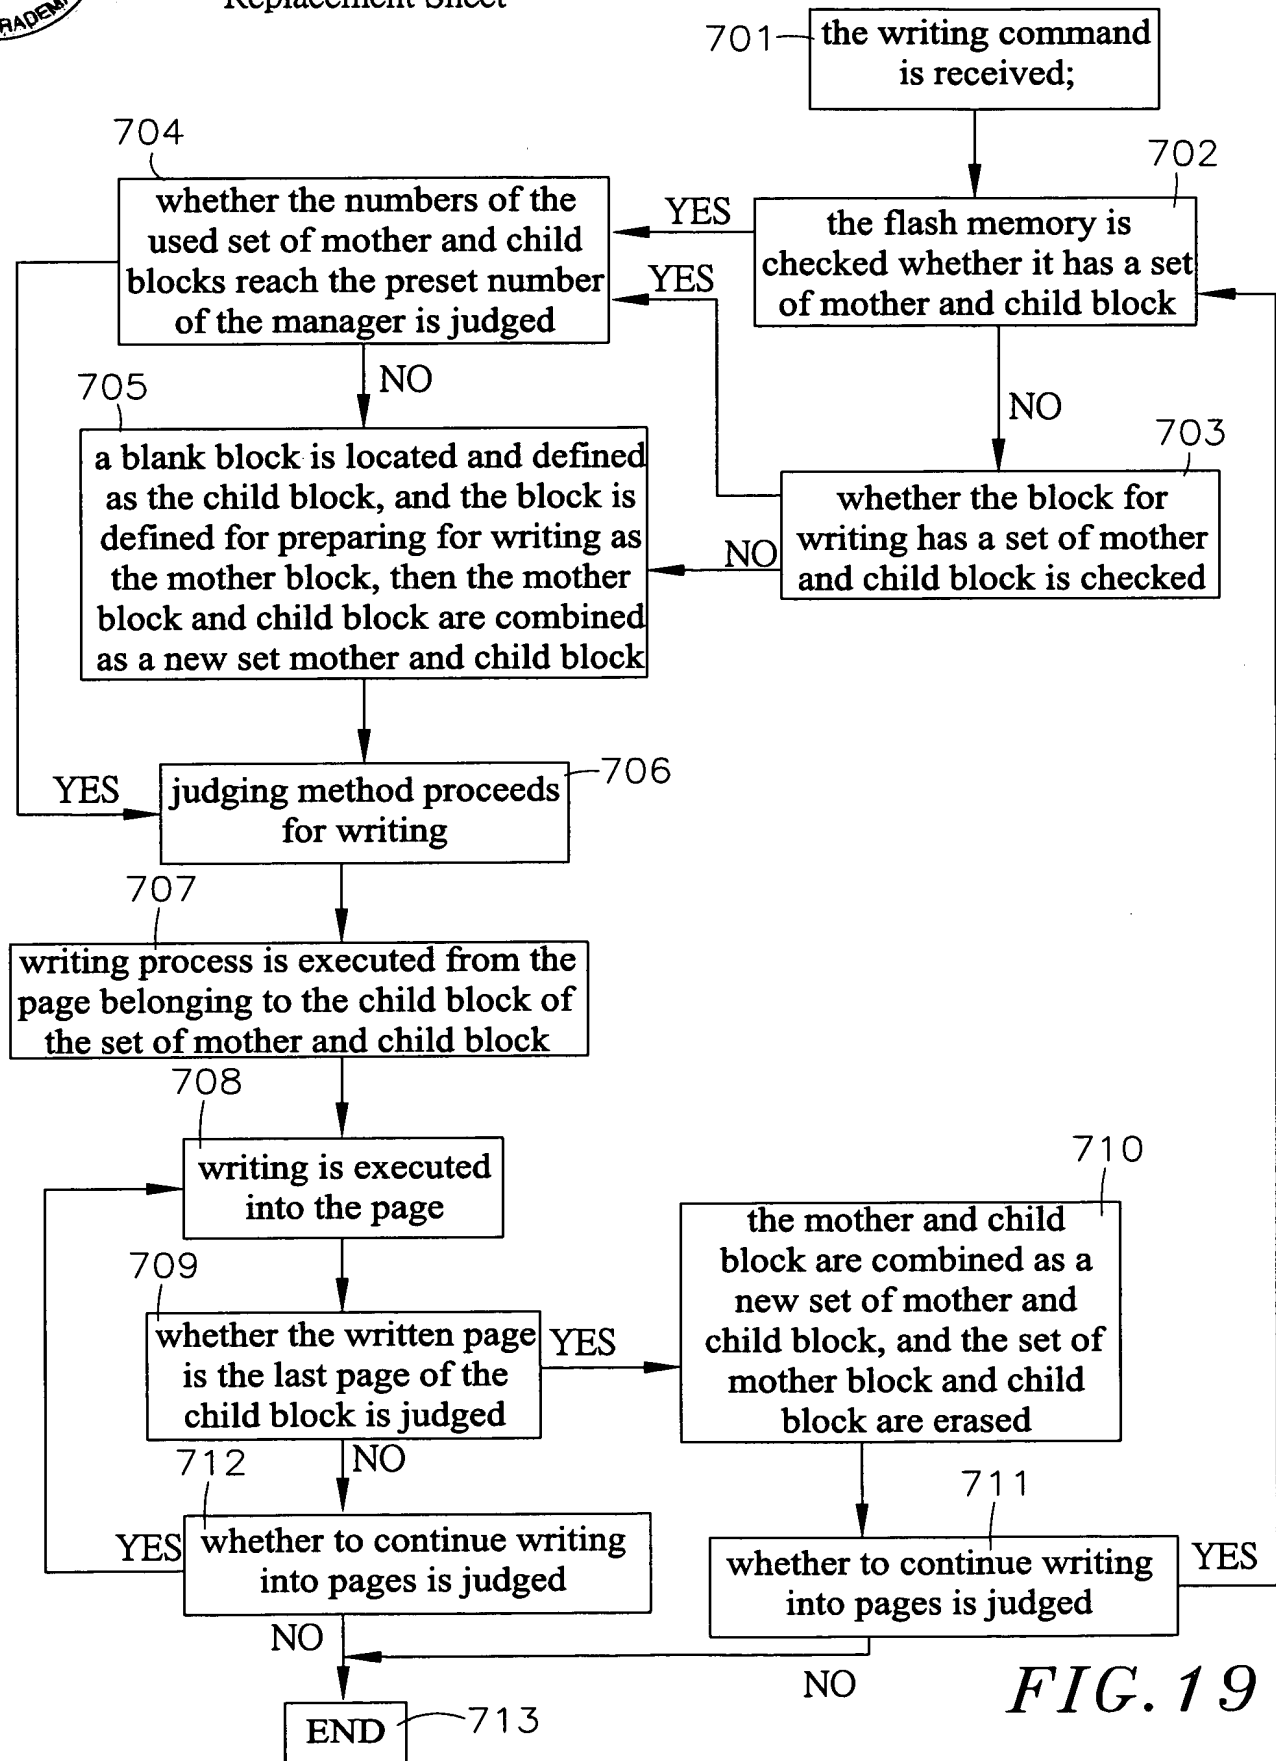 RADEM
Replacement Sheet
701
the writing command
is received;
702
the flash memory is
checked whether it has a set
of mother and child block
YES
NO
703
whether the block for
writing has a set of mother
and child block is checked
YES
NO
704
whether the numbers of the
used set of mother and child
blocks reach the preset number
of the manager is judged
NO
YES
705
a blank block is located and defined
as the child block, and the block is
defined for preparing for writing as
the mother block, then the mother
block and child block are combined
as a new set mother and child block
706
judging method proceeds
for writing
707
writing process is executed from the
page belonging to the child block of
the set of mother and child block
708
writing is executed
into the page
709
whether the written page
is the last page of the
child block is judged
YES
NO
710
the mother and child
block are combined as a
new set of mother and
child block, and the set of
mother block and child
block are erased
711
whether to continue writing
into pages is judged
YES
NO
712
whether to continue writing
into pages is judged
YES
NO
END
713
FIG.19